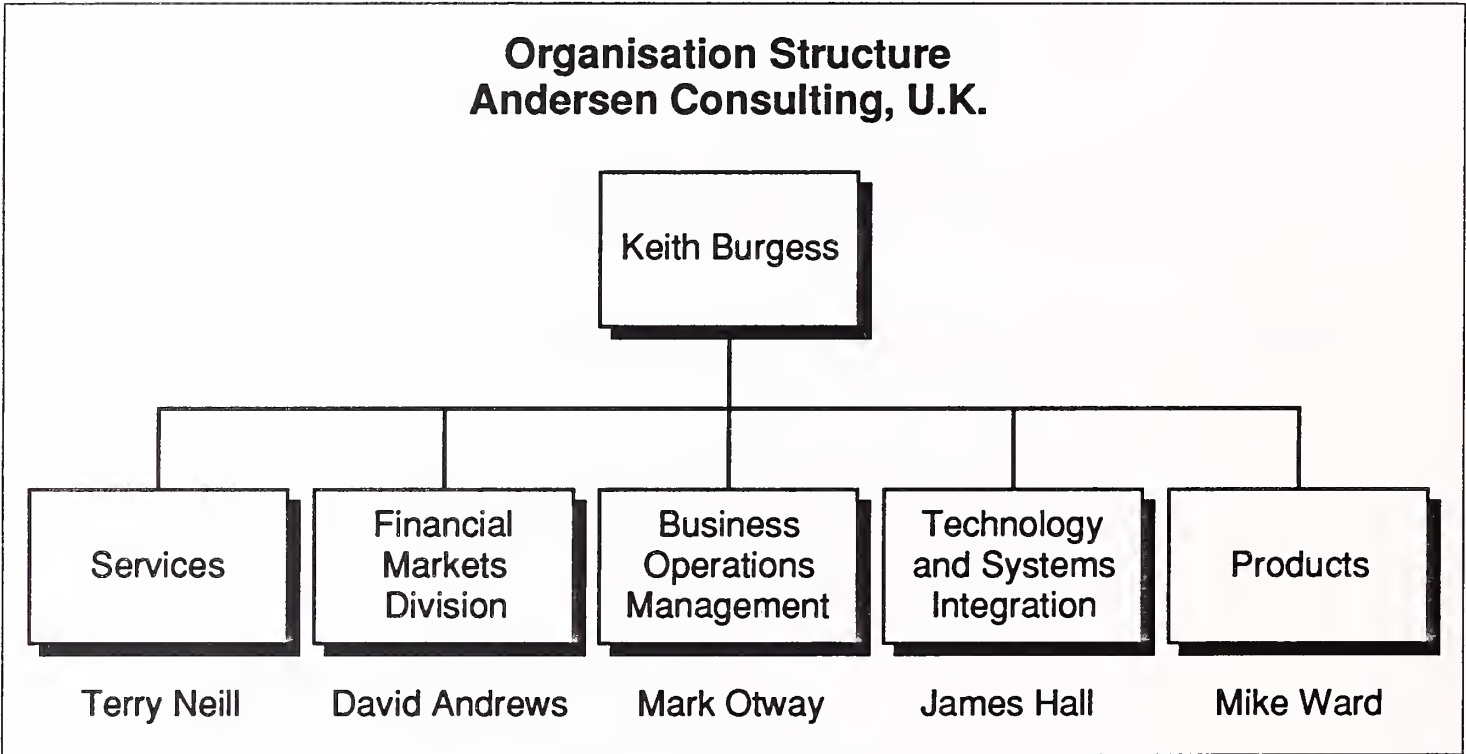 Organisation Structure
Andersen Consulting, U.K.
Keith Burgess
Services
Financial
Markets
Division
Business
Operations
Management
Technology
and Systems
Integration
Products
Terry Neill
David Andrews
Mark Otway
James Hall
Mike Ward